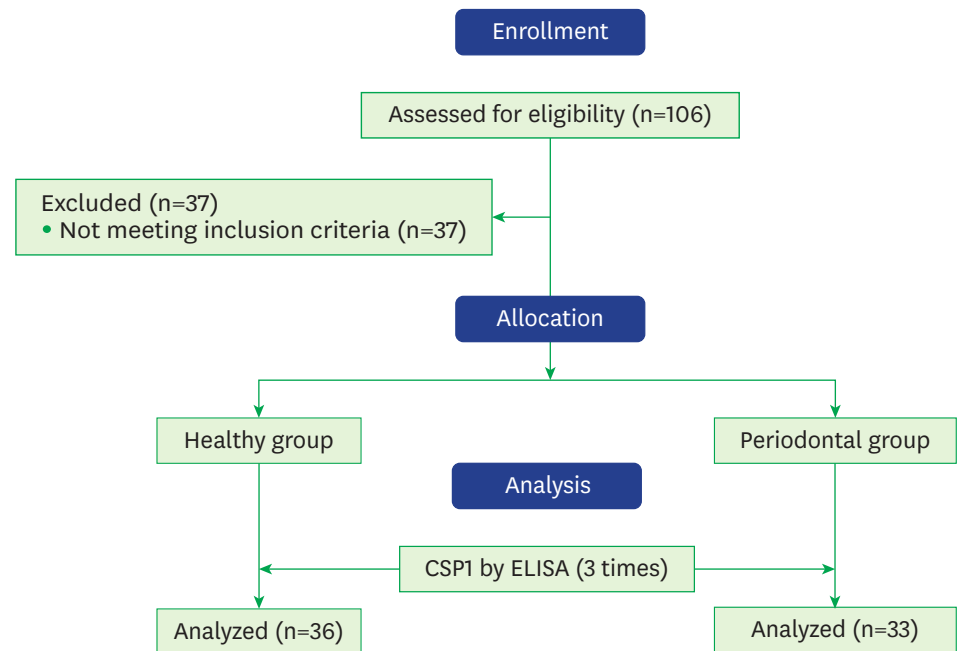 Enrollment
Assessed for eligibility (n=106)
Excluded (n=37)
• Not meeting inclusion criteria (n=37)
Allocation
Healthy group
Periodontal group
Analysis
CSP1 by ELISA (3 times)
Analyzed (n=36)
Analyzed (n=33)